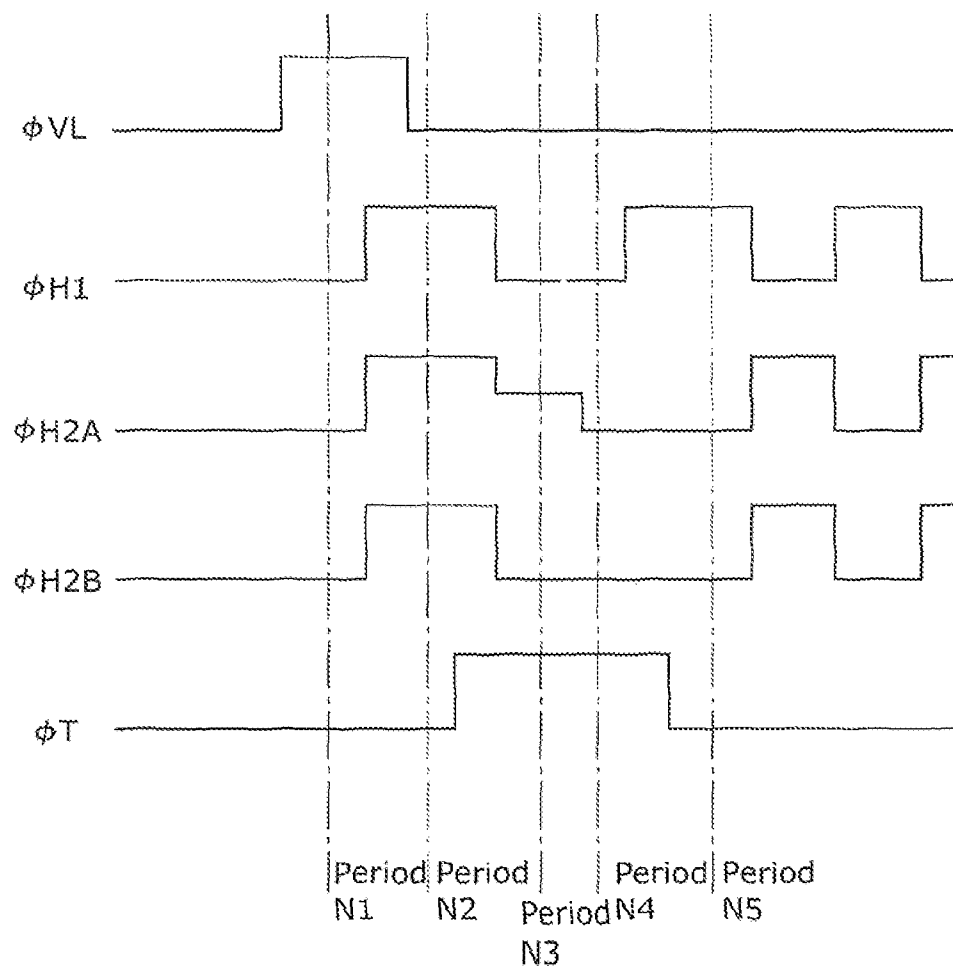 ϕVL
ϕH1
ϕH2A
ϕH2B
ϕT
Period
N1
Period
N2
Period
N3
Period
N4
Period
N5